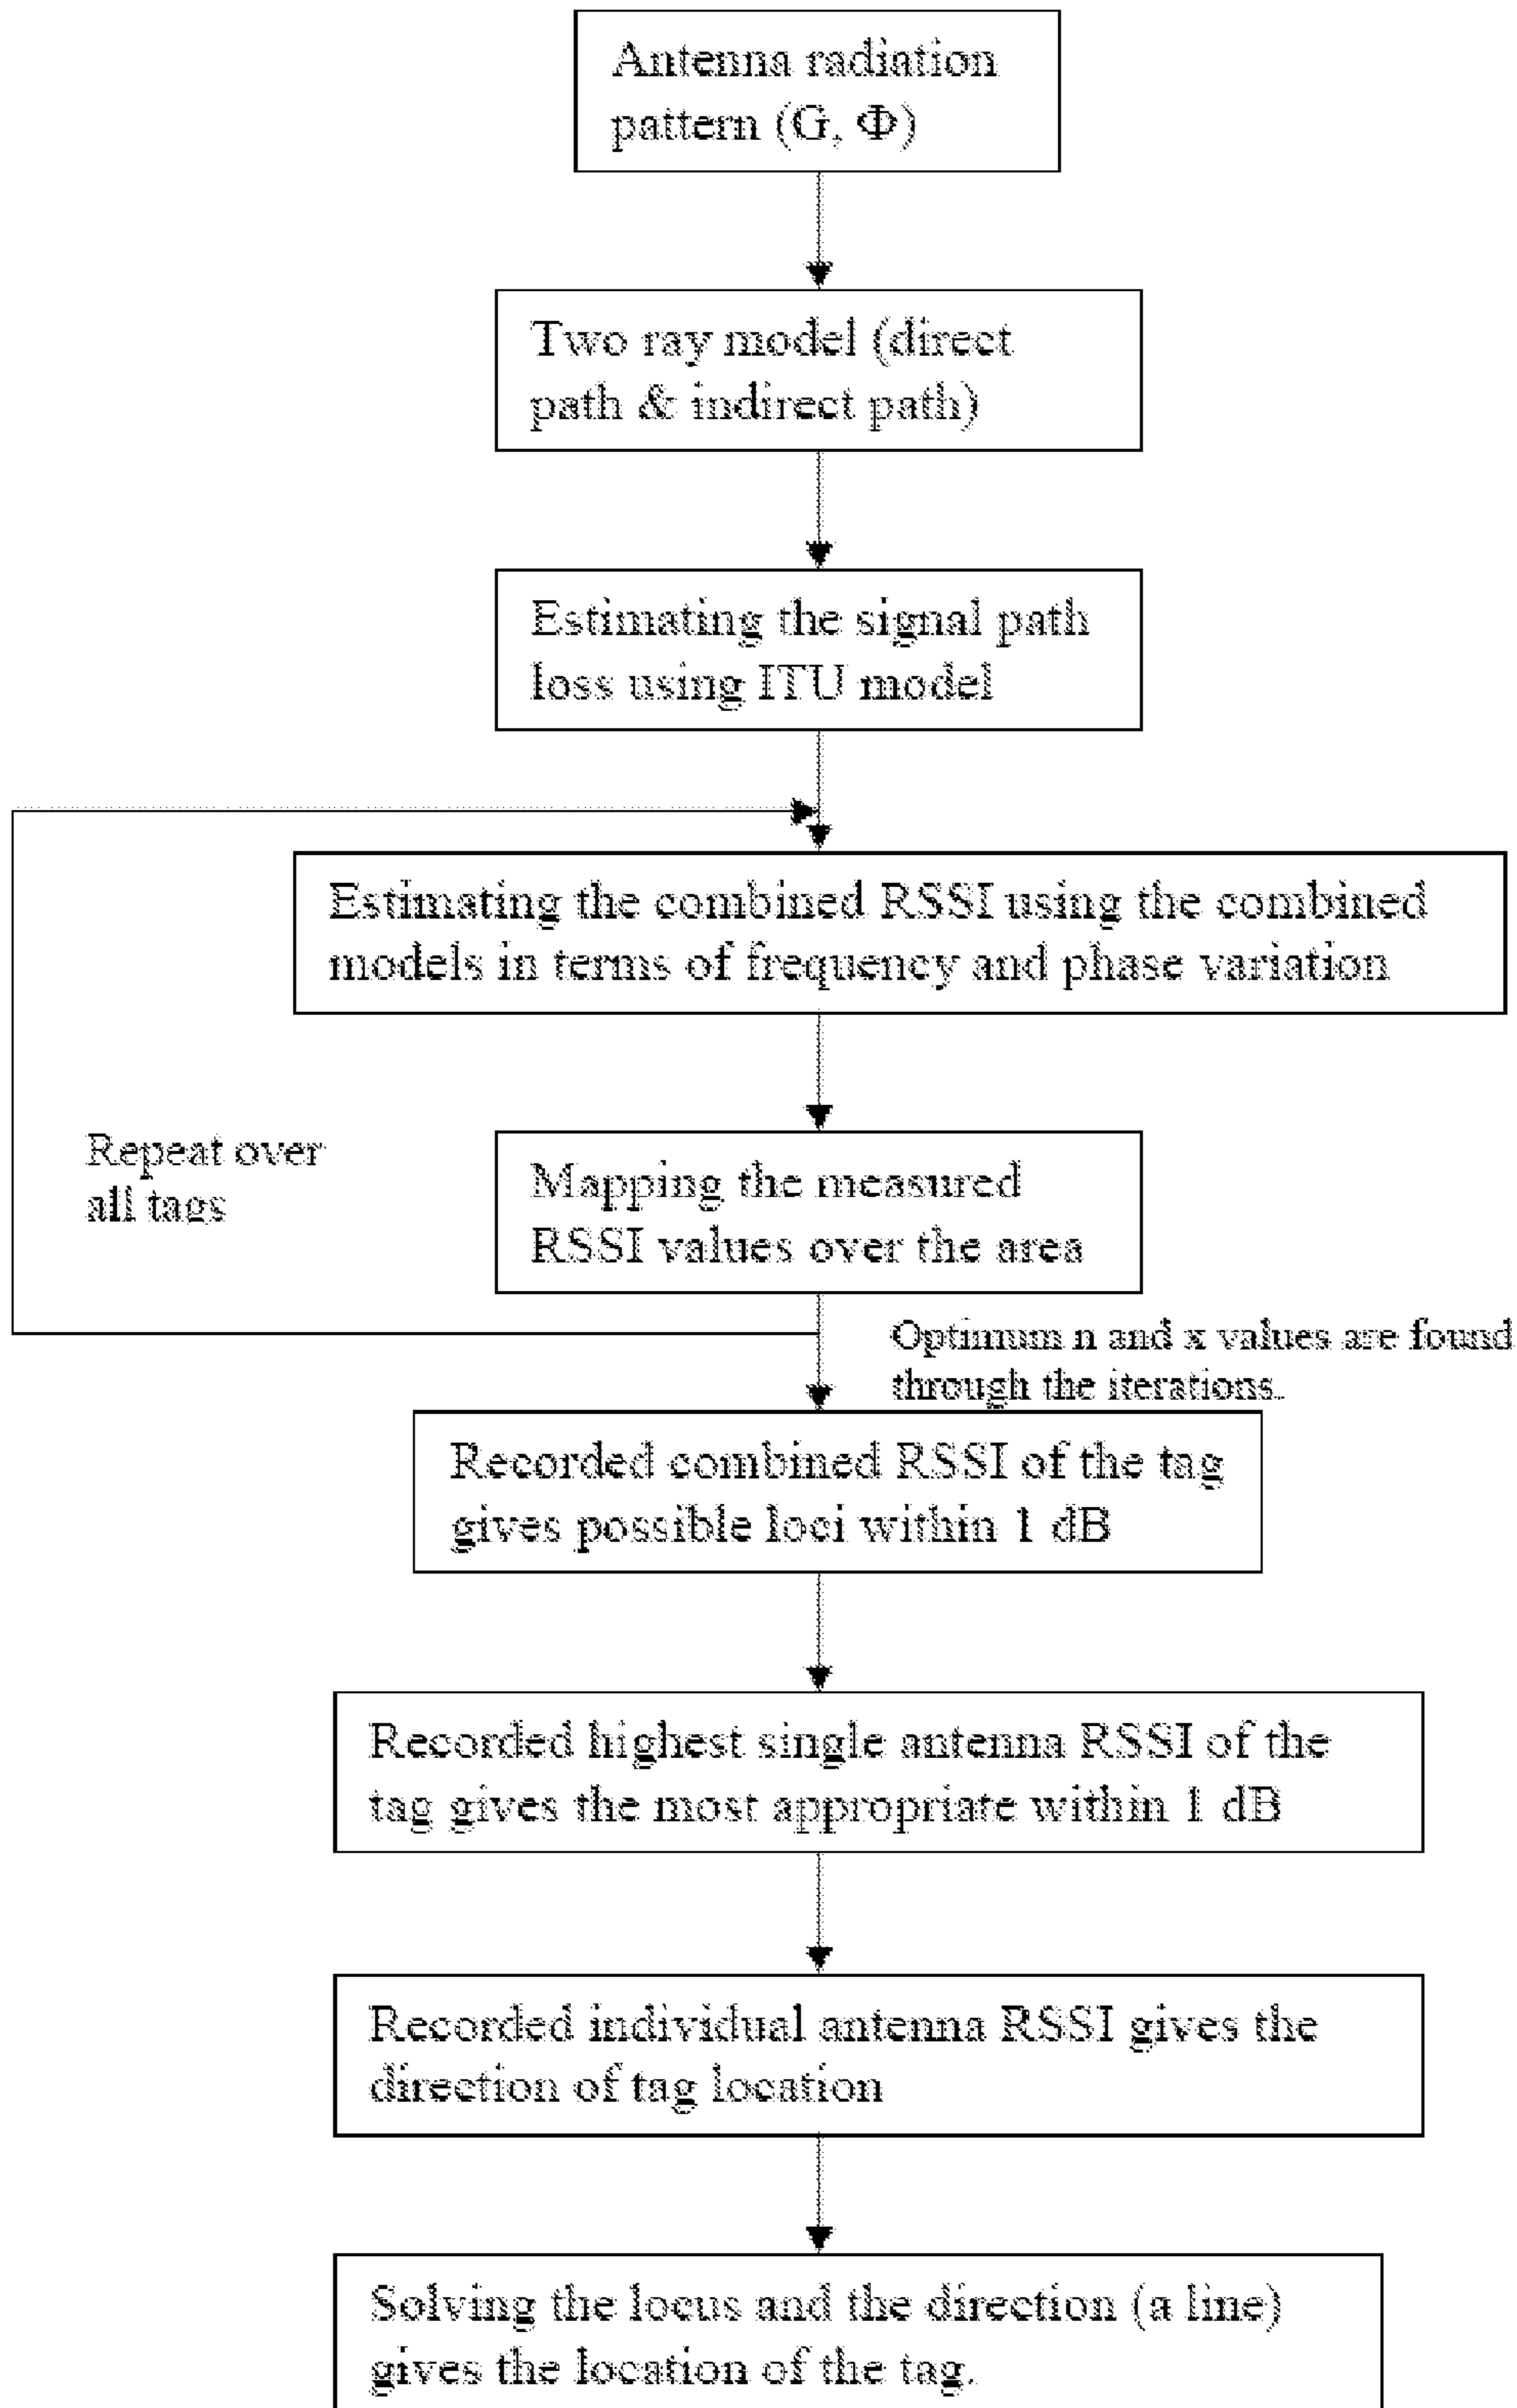 Antenna radiation
pattern (G, Φ)
Two ray model (direct
path & indirect path)
Estimating the signal path
loss using ITU model
Estimating the combined RSSI using the combined
models in terms of frequency and phase variation
Repeat over
all tags
Mapping the measured
RSSI values over the area
Optimum n and x values are found
through the iterations.
Recorded combined RSSI of the tag
gives possible loci within 1 dB
Recorded highest single antenna RSSI of the
tag gives the most appropriate within 1 dB
Recorded individual antenna RSSI gives the
direction of tag location
Solving the locus and the direction (a line)
gives the location of the tag.